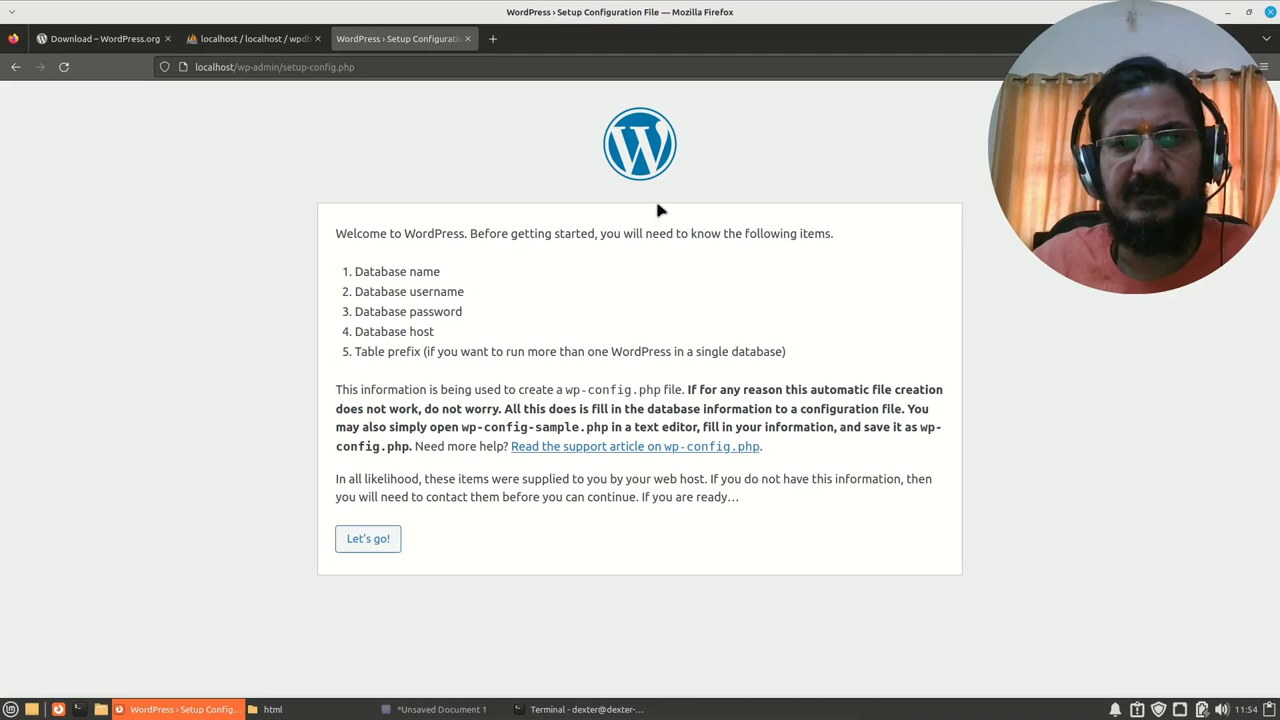 WordPress › Setup Configuration File — Mozilla Firefox
Download – WordPress.org
localhost / localhost / wpdb
WordPress › Setup Configuratio
localhost/wp-admin/setup-config.php
Welcome to WordPress. Before getting started, you will need to know the following items.
1. Database name
2. Database username
3. Database password
4. Database host
5. Table prefix (if you want to run more than one WordPress in a single database)
This information is being used to create a wp-config.php file. If for any reason this automatic file creation
does not work, do not worry. All this does is fill in the database information to a configuration file. You
may also simply open wp-config-sample.php in a text editor, fill in your information, and save it as wp-
config.php. Need more help? Read the support article on wp-config.php.
In all likelihood, these items were supplied to you by your web host. If you do not have this information, then
you will need to contact them before you can continue. If you are ready…
Let's go!
WordPress › Setup Config...
html
*Unsaved Document 1
Terminal - dexter@dexter-...
11:54